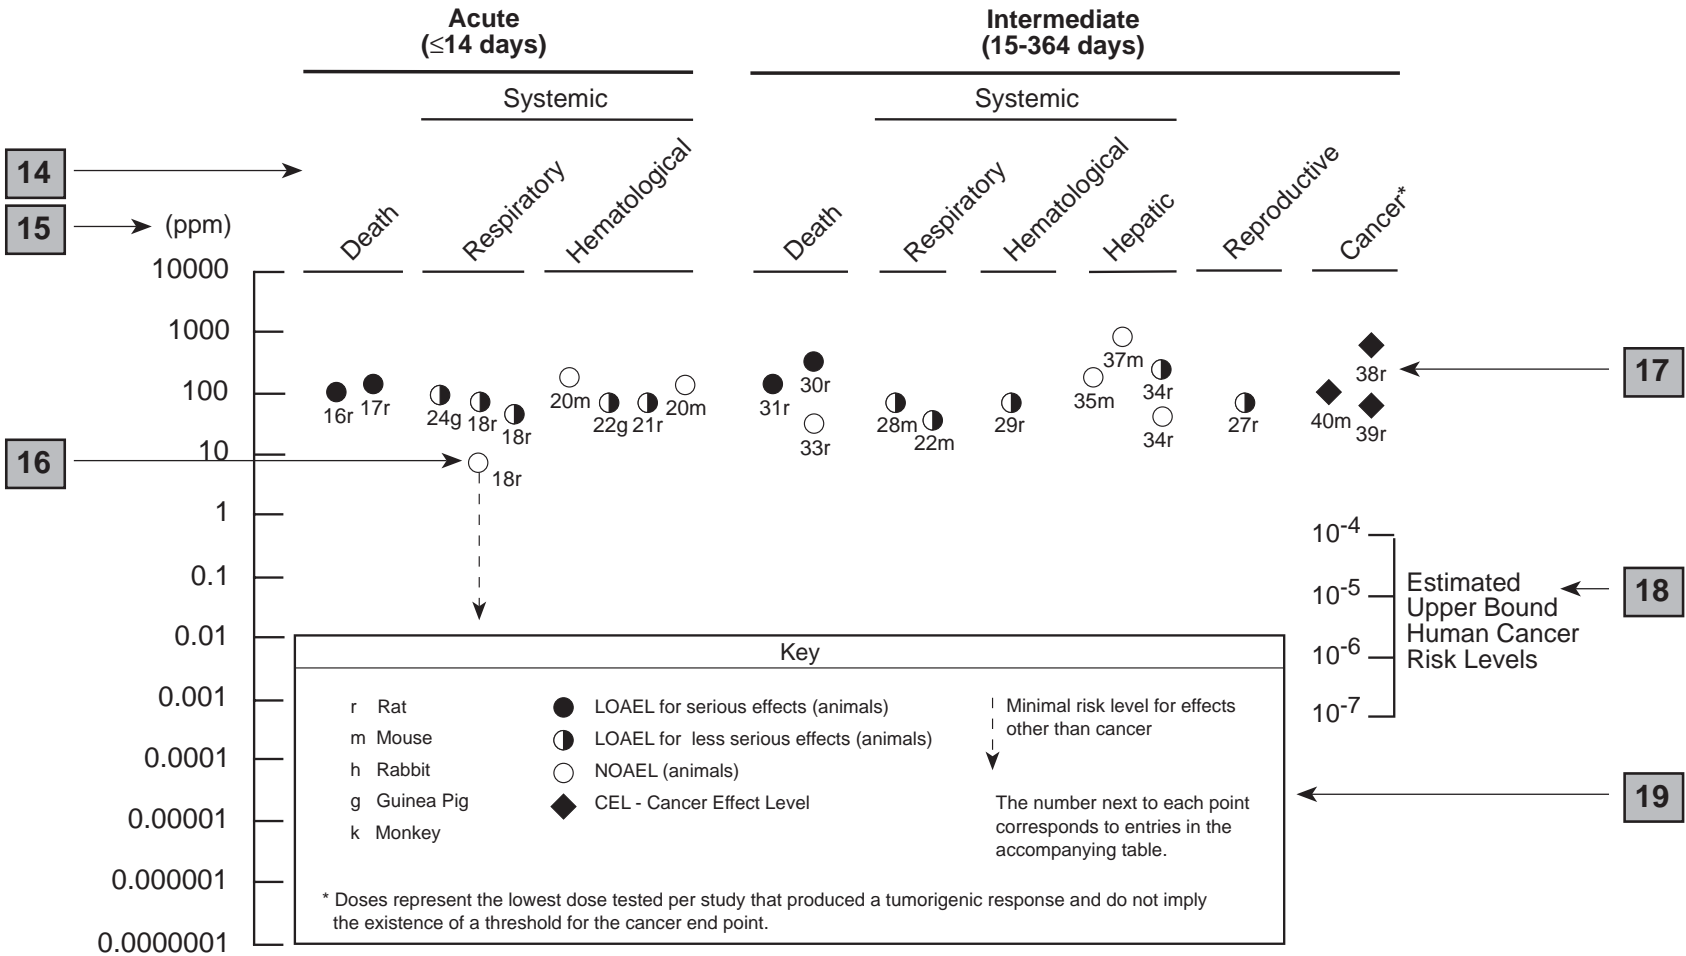 Acute
(≤14 days)
Intermediate
(15-364 days)
Systemic
Systemic
14
15
(ppm)
Death
Respiratory
Hematological
Death
Respiratory
Hematological
Hepatic
Reproductive
Cancer*
10000
1000
100
10
1
0.1
0.01
0.001
0.0001
0.00001
0.000001
0.0000001
16r
17r
24g
18r
18r
18r
20m
22g
21r
20m
31r
30r
33r
28m
22m
29r
35m
37m
34r
34r
27r
40m
38r
39r
16
17
10-4
10-5
10-6
10-7
Estimated
Upper Bound
Human Cancer
Risk Levels
18
Key
r Rat
m Mouse
h Rabbit
g Guinea Pig
k Monkey
LOAEL for serious effects (animals)
LOAEL for less serious effects (animals)
NOAEL (animals)
CEL - Cancer Effect Level
Minimal risk level for effects
other than cancer
The number next to each point
corresponds to entries in the
accompanying table.
* Doses represent the lowest dose tested per study that produced a tumorigenic response and do not imply
the existence of a threshold for the cancer end point.
19